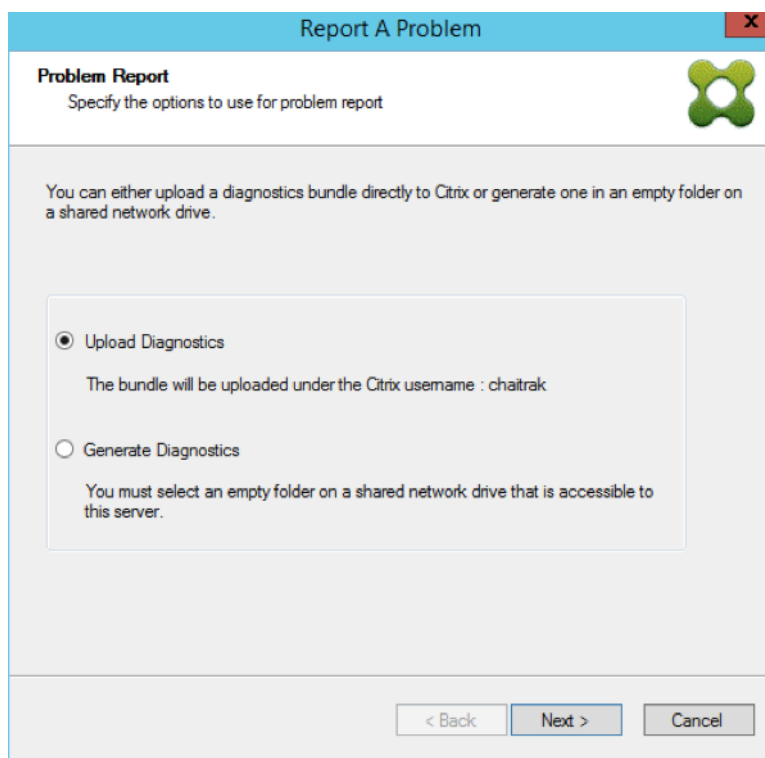 Report A Problem
x
Problem Report
Specify the options to use for problem report
You can either upload a diagnostics bundle directly to Citrix or generate one in an empty folder on
a shared network drive.
Upload Diagnostics
The bundle will be uploaded under the Citrix username : chaitrak
Generate Diagnostics
You must select an empty folder on a shared network drive that is accessible to
this server.
< Back
Next >
Cancel